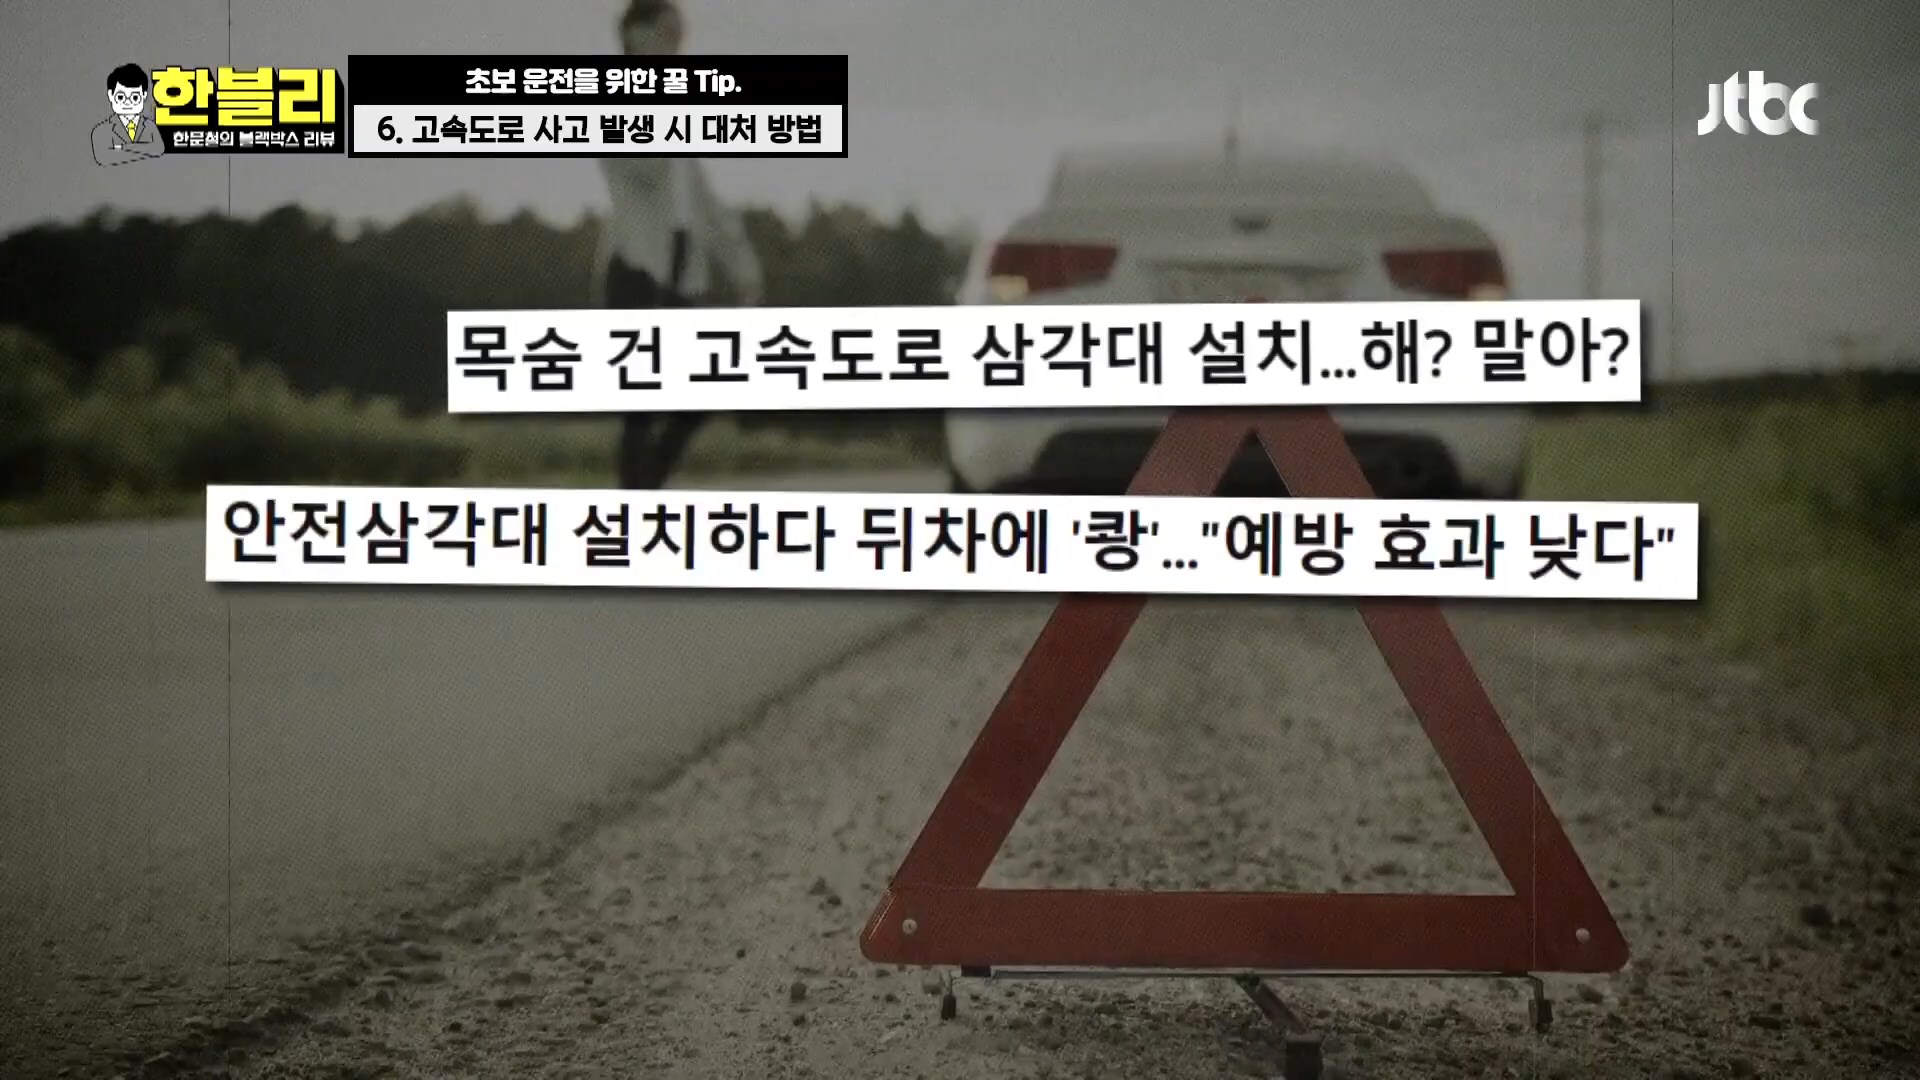 한블리
한문철의 블랙박스 리뷰
초보 운전을 위한 꿀 Tip.
6. 고속도로 사고 발생 시 대처 방법
jtbc
목숨 건 고속도로 삼각대 설치...해? 말아?
안전삼각대 설치하다 뒤차에 '쾅'..."예방 효과 낮다"